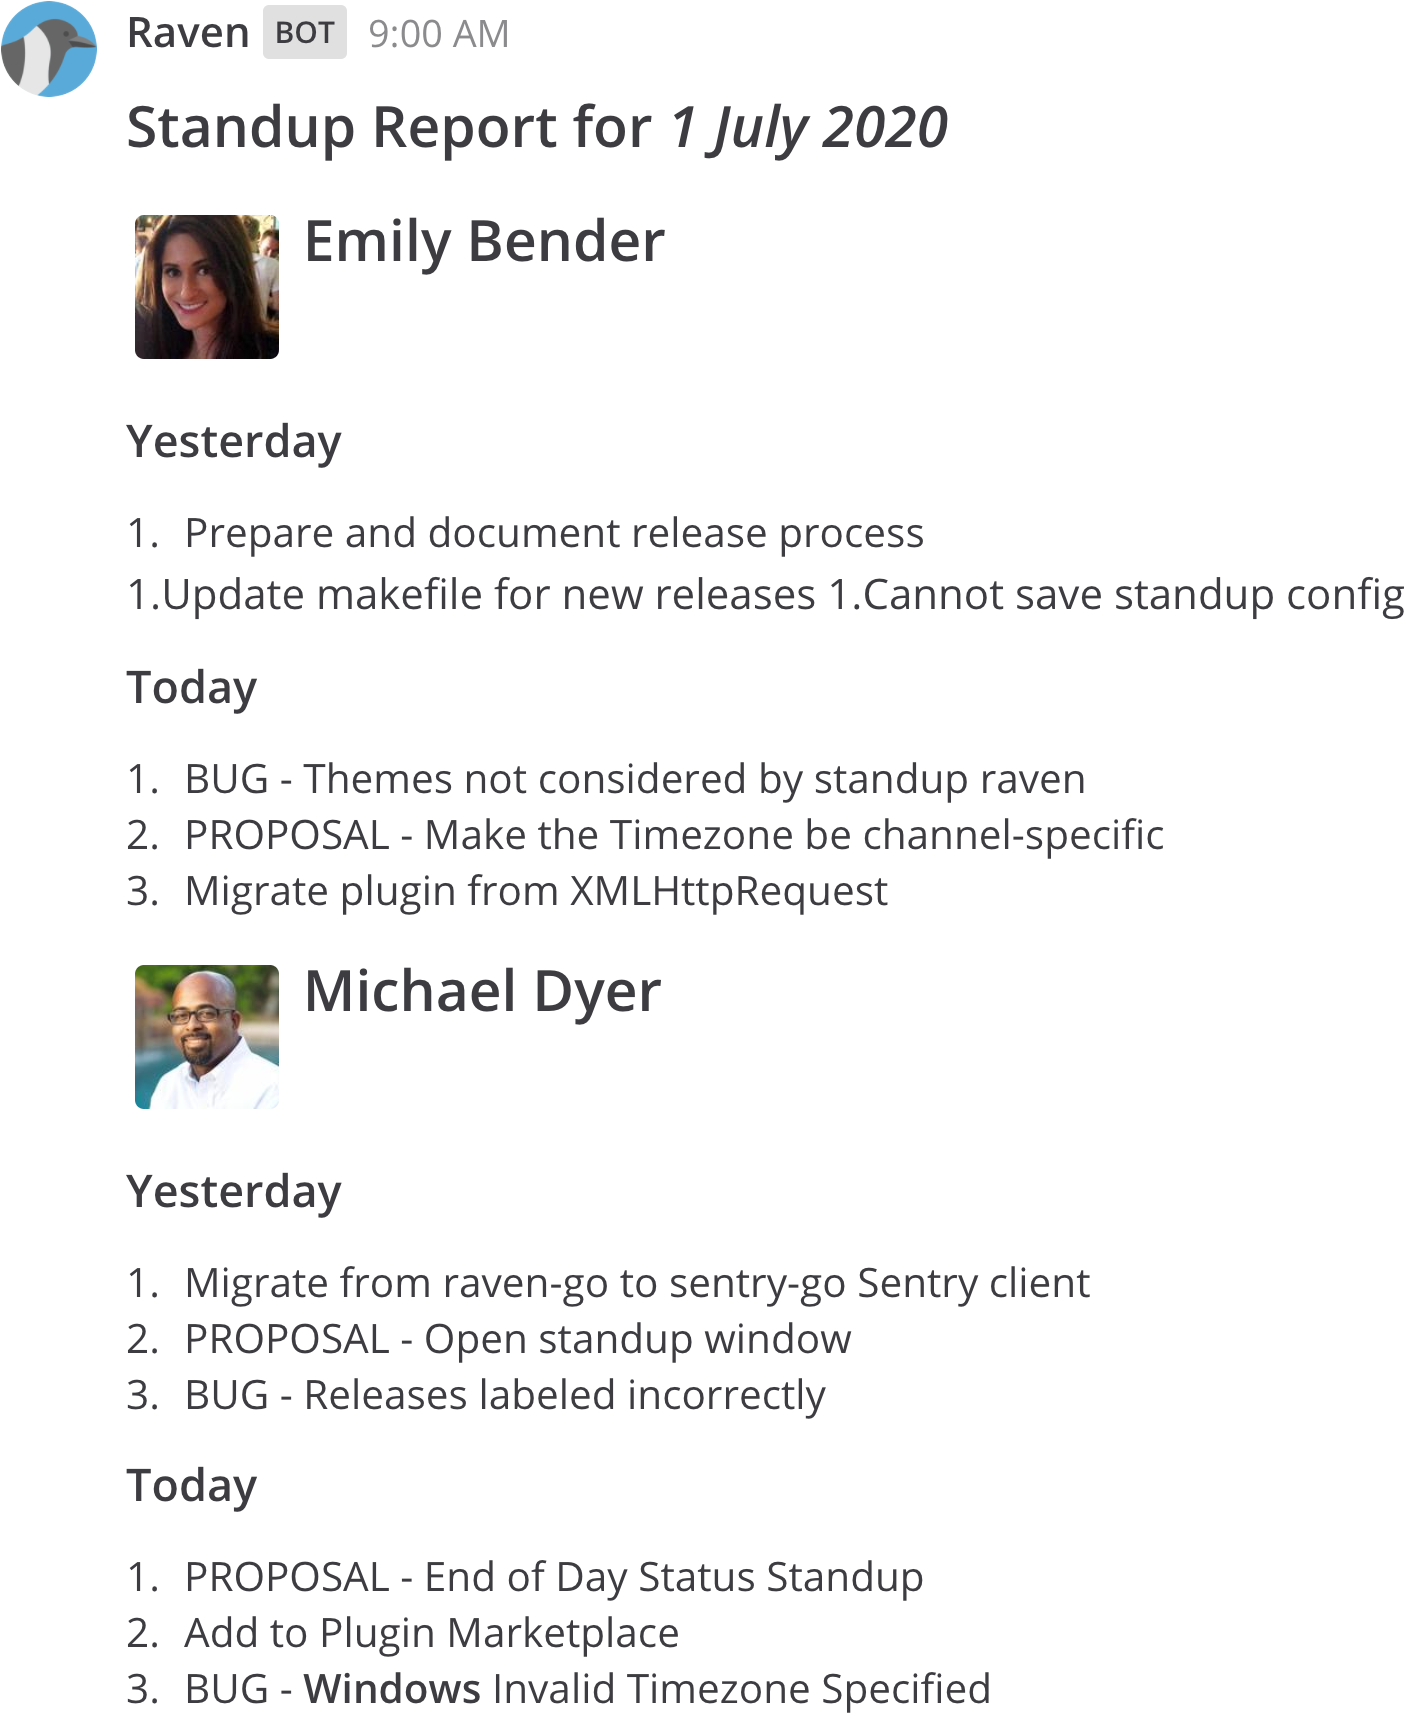 Raven BOT 9:00 AM
Standup Report for 1 July 2020
Emily Bender
Yesterday
1. Prepare and document release process
1.Update makefile for new releases 1.Cannot save standup config
Today
1. BUG - Themes not considered by standup raven
2. PROPOSAL - Make the Timezone be channel-specific
3. Migrate plugin from XMLHttpRequest
Michael Dyer
Yesterday
1. Migrate from raven-go to sentry-go Sentry client
2. PROPOSAL - Open standup window
3. BUG - Releases labeled incorrectly
Today
1. PROPOSAL - End of Day Status Standup
2. Add to Plugin Marketplace
3. BUG - Windows Invalid Timezone Specified